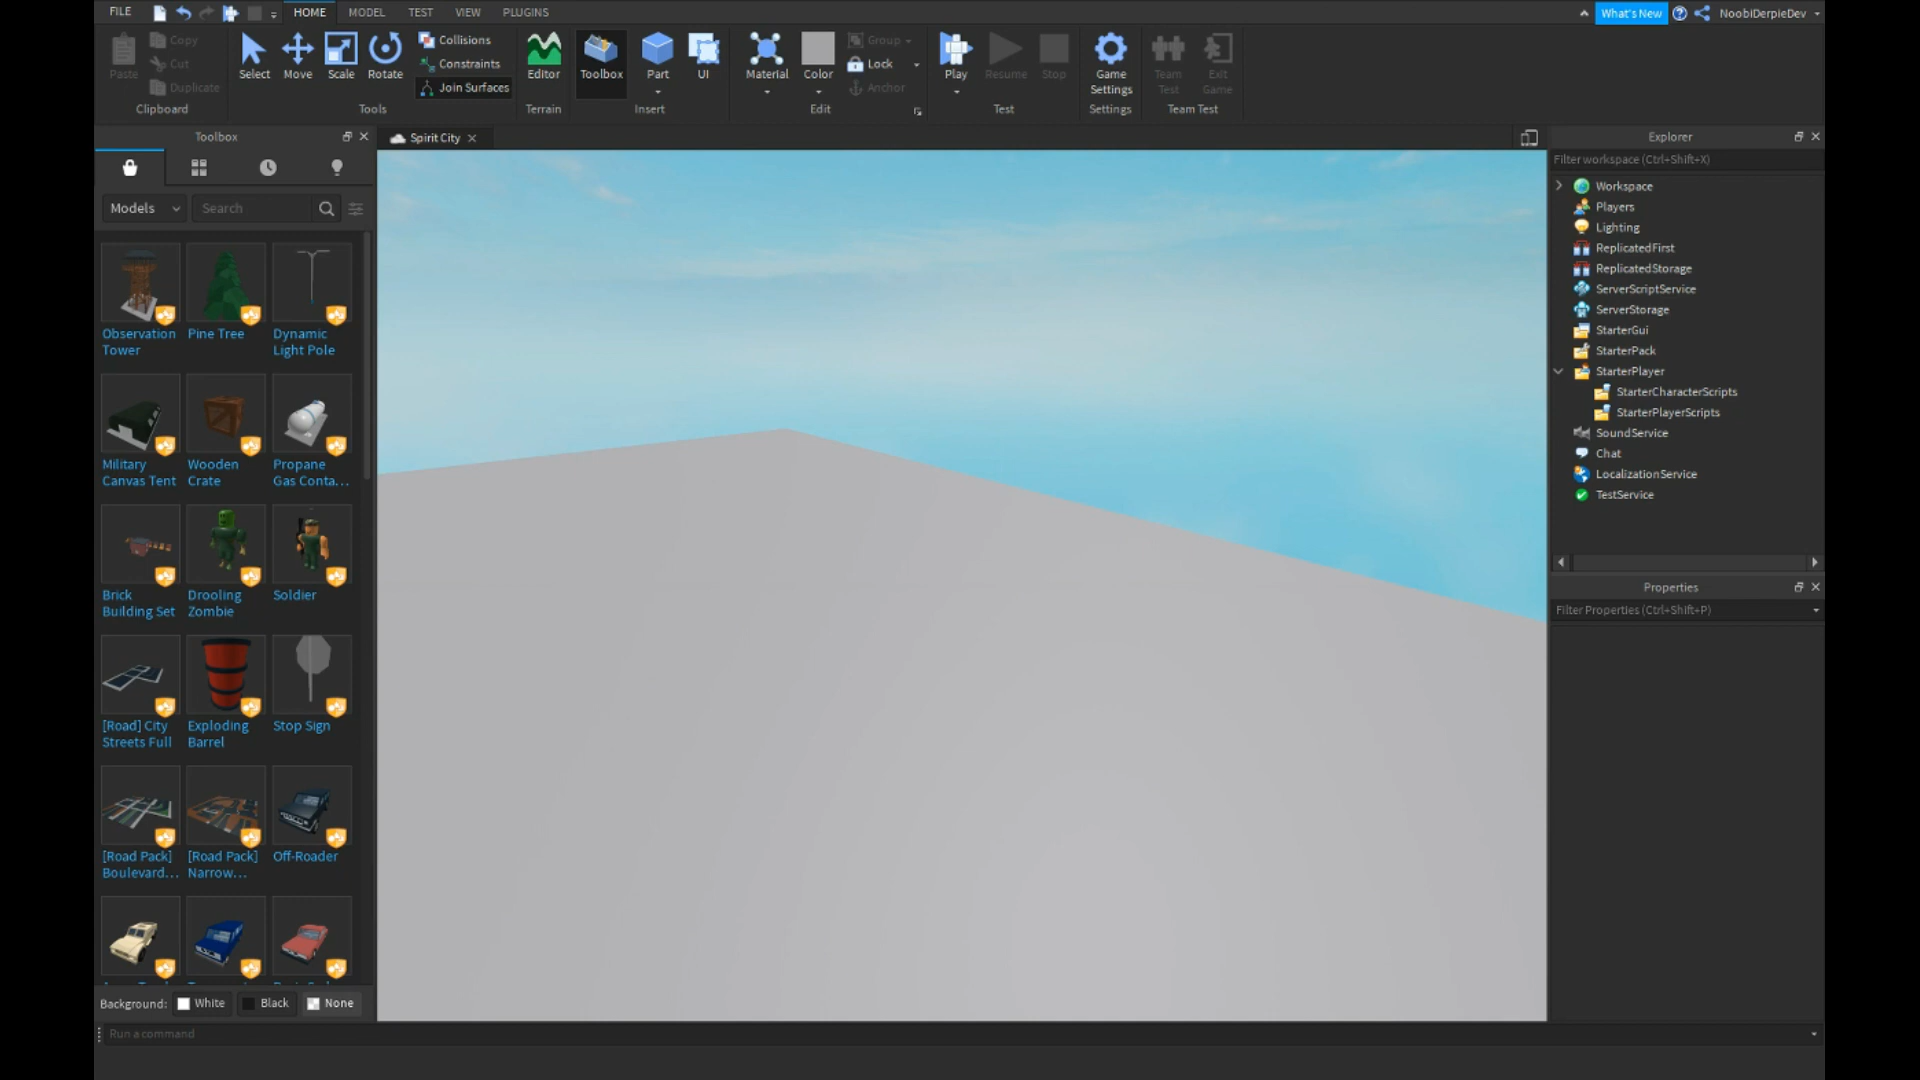 FILE
HOME
MODEL
TEST
VIEW
PLUGINS
What's New
NoobiDerpieDev
Paste
Copy
Cut
Duplicate
Clipboard
Select
Move
Scale
Rotate
Collisions
Constraints
Join Surfaces
Tools
Editor
Terrain
Toolbox
Part
UI
Insert
Material
Color
Group
Lock
Anchor
Edit
Play
Resume
Stop
Test
Game
Settings
Settings
Team
Test
Exit
Game
Team Test
Toolbox
Models
Search
Observation
Tower
Pine Tree
Dynamic
Light Pole
Military
Canvas Tent
Wooden
Crate
Propane
Gas Conta...
Brick
Building Set
Drooling
Zombie
Soldier
[Road] City
Streets Full
Exploding
Barrel
Stop Sign
[Road Pack]
Boulevard...
[Road Pack]
Narrow...
Off-Roader
Background:
White
Black
None
Spirit City
Explorer
Filter workspace (Ctrl+Shift+X)
Workspace
Players
Lighting
ReplicatedFirst
ReplicatedStorage
ServerScriptService
ServerStorage
StarterGui
StarterPack
StarterPlayer
StarterCharacterScripts
StarterPlayerScripts
SoundService
Chat
LocalizationService
TestService
Properties
Filter Properties (Ctrl+Shift+P)
Run a command